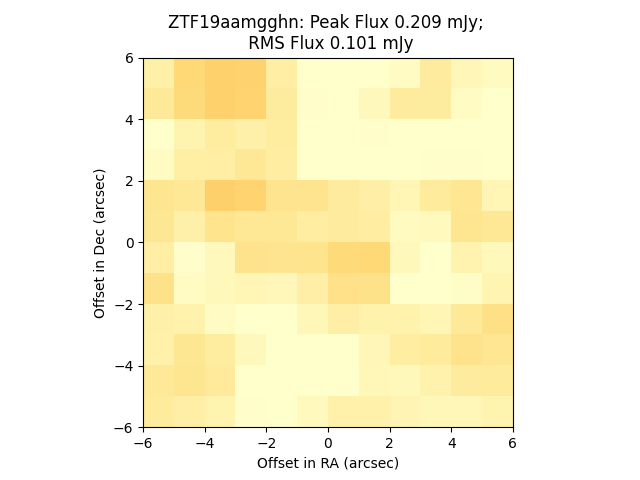 ZTF19aamgghn: Peak Flux 0.209 mJy;
RMS Flux 0.101 mJy
6
4
2
0
−2
−4
−6
Offset in Dec (arcsec)
−6 −4 −2 0 2 4 6
Offset in RA (arcsec)